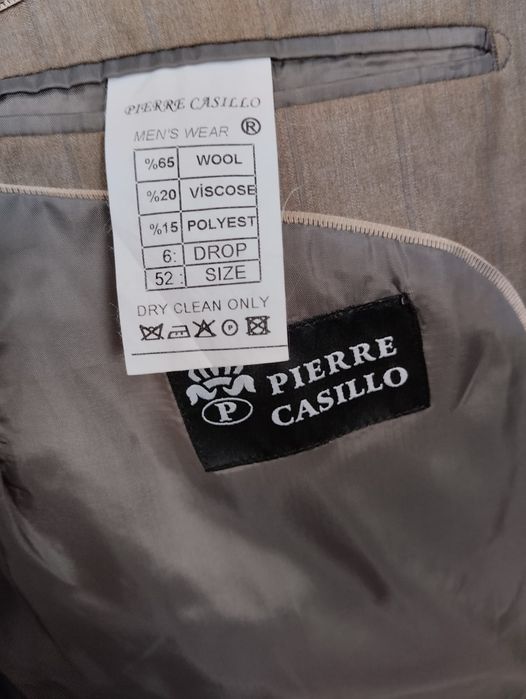 PIERRE CASILLO
MEN'S WEAR ®
%65 WOOL
%20 VİSCOSE
%15 POLYEST
6: DROP
52: SIZE
DRY CLEAN ONLY
P
P
PIERRE
CASILLO